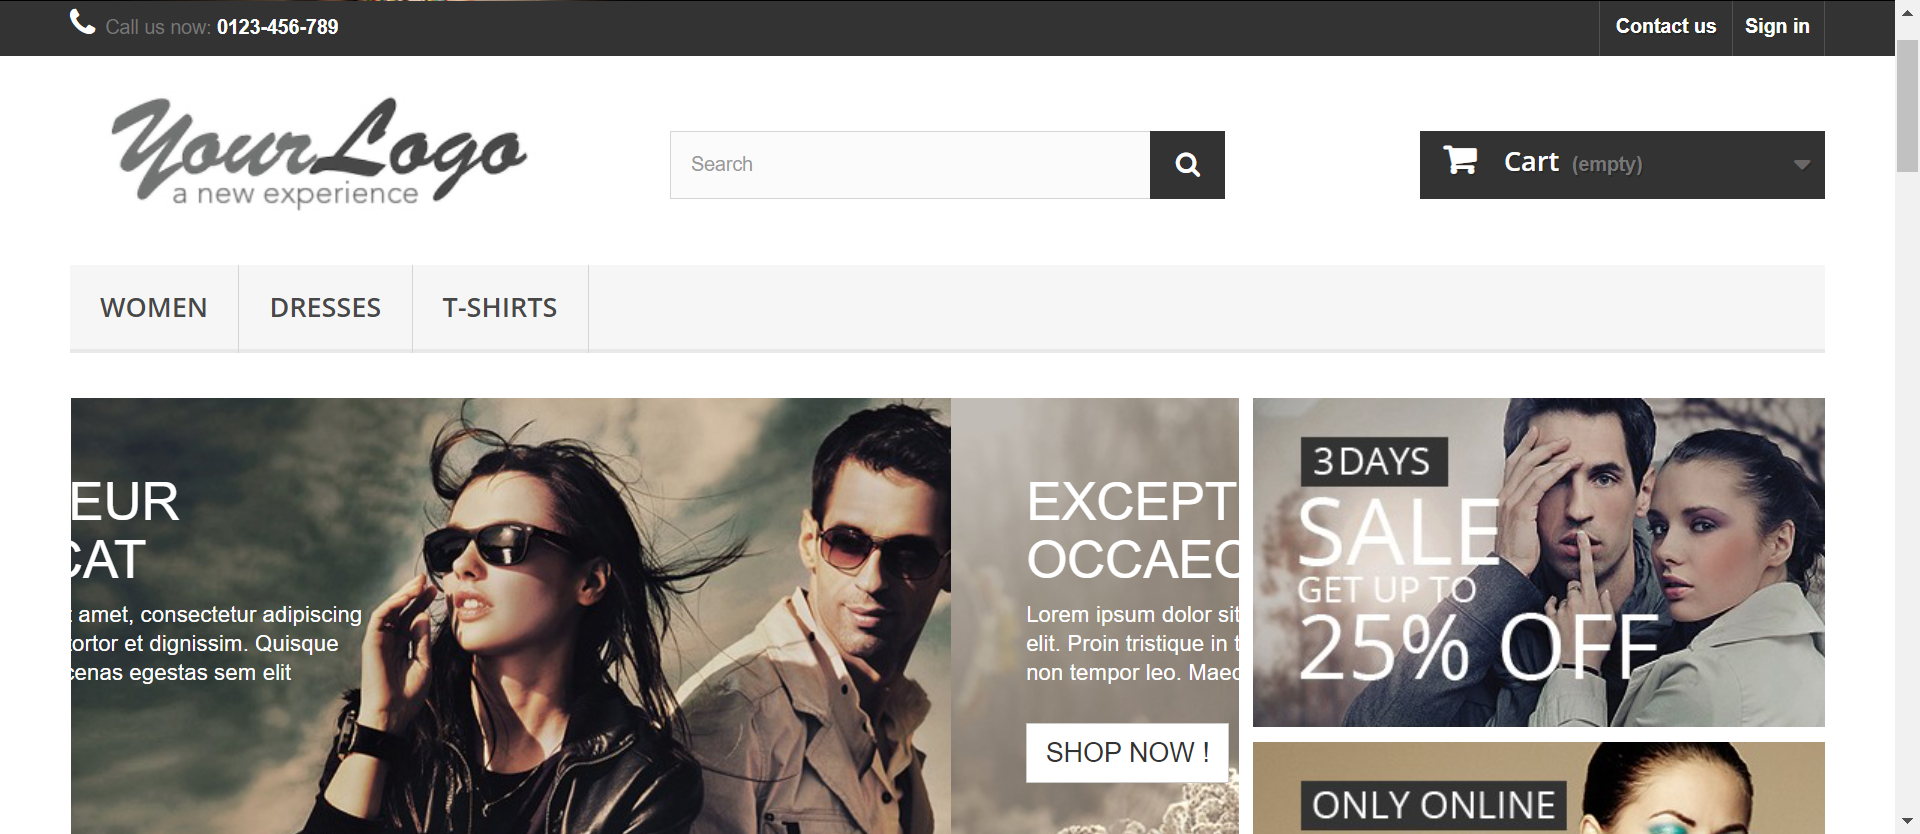 Call us now: 0123-456-789
Contact us
Sign in
YourLogo
a new experience
Search
Cart (empty)
WOMEN
DRESSES
T-SHIRTS
EUR
CAT
amet, consectetur adipiscing
tortor et dignissim. Quisque
cenas egestas sem elit
EXCEPT
OCCAEC
Lorem ipsum dolor sit
elit. Proin tristique in t
non tempor leo. Maec
SHOP NOW !
3 DAYS
SALE
GET UP TO
25% OFF
ONLY ONLINE